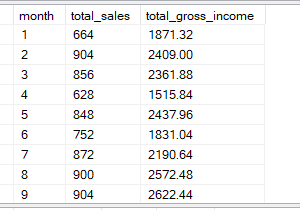 month total_sales total_gross_income
1 664 1871.32
2 904 2409.00
3 856 2361.88
4 628 1515.84
5 848 2437.96
6 752 1831.04
7 872 2190.64
8 900 2572.48
9 904 2622.44